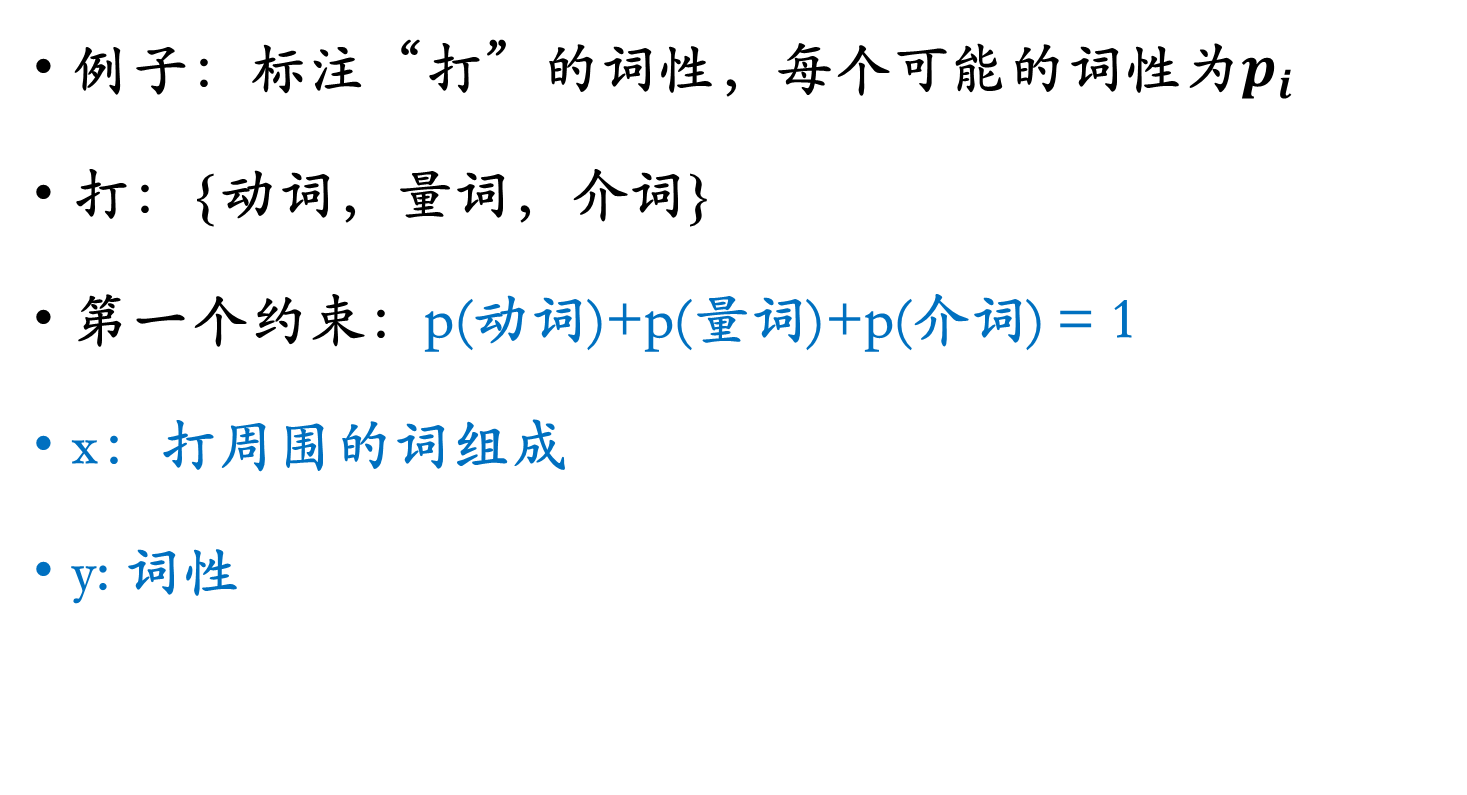 • 例子：标注“打”的词性，每个可能的词性为pᵢ
• 打：{动词，量词，介词}
• 第一个约束：p(动词)+p(量词)+p(介词) = 1
• x：打周围的词组成
• y: 词性